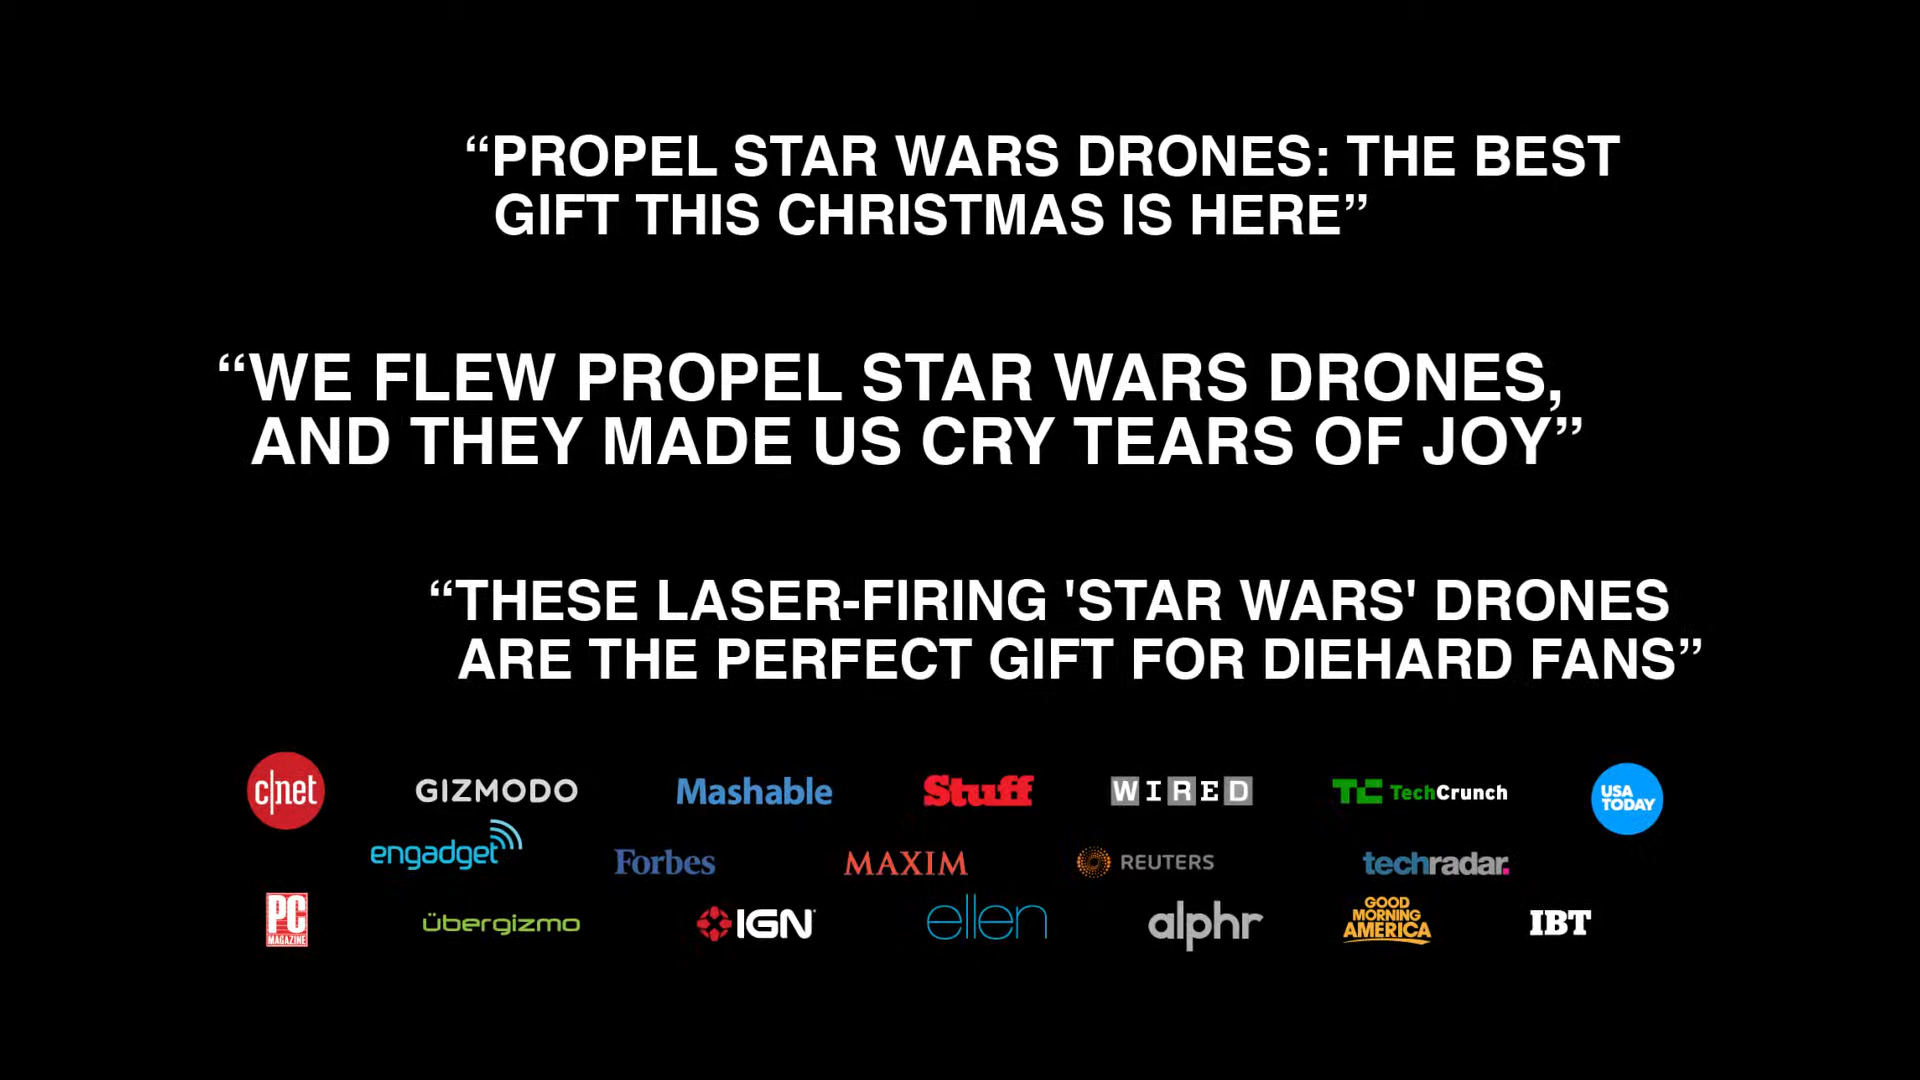 “PROPEL STAR WARS DRONES: THE BEST
GIFT THIS CHRISTMAS IS HERE”
“WE FLEW PROPEL STAR WARS DRONES,
AND THEY MADE US CRY TEARS OF JOY”
“THESE LASER-FIRING 'STAR WARS' DRONES
ARE THE PERFECT GIFT FOR DIEHARD FANS”
c|net GIZMODO Mashable Stuff WIRED TC TechCrunch USA TODAY
engadget Forbes MAXIM REUTERS techradar.
PC MAGAZINE übergizmo IGN ellen alphr GOOD MORNING AMERICA IBT